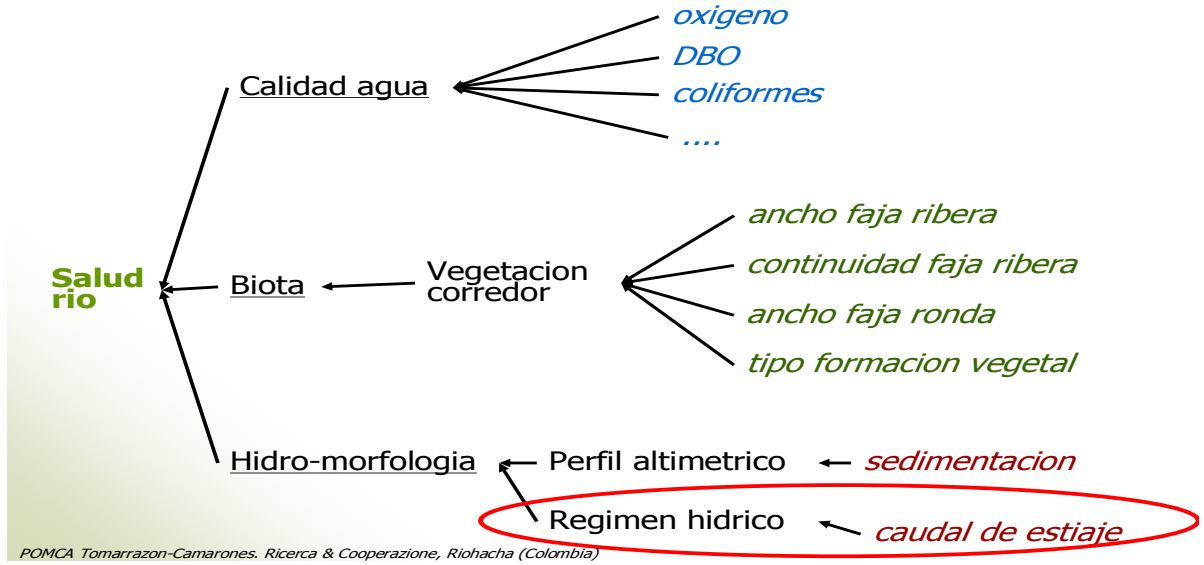 oxigeno
DBO
Calidad agua
coliformes
....
ancho faja ribera
Salud
rio
Biota
Vegetacion
corredor
continuidad faja ribera
ancho faja ronda
tipo formacion vegetal
Hidro-morfologia
Perfil altimetrico
sedimentacion
Regimen hidrico
caudal de estiaje
POMCA Tomarrazon-Camarones. Ricerca & Cooperazione, Riohacha (Colombia)